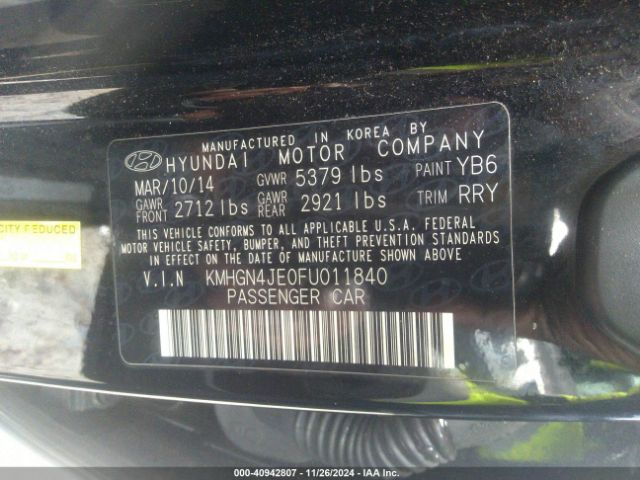 MANUFACTURED IN KOREA BY
HYUNDAI MOTOR COMPANY
MAR/10/14 GVWR 5379 lbs PAINT YB6
GAWR FRONT 2712 lbs GAWR REAR 2921 lbs TRIM RRY
THIS VEHICLE CONFORMS TO ALL APPLICABLE U.S.A. FEDERAL
MOTOR VEHICLE SAFETY, BUMPER, AND THEFT PREVENTION STANDARDS
IN EFFECT ON THE DATE OF MANUFACTURE SHOWN ABOVE
V.I.N KMHGN4JE0FU011840
PASSENGER CAR
CITY REDUCED
000-40942807 - 11/26/2024 - IAA Inc.